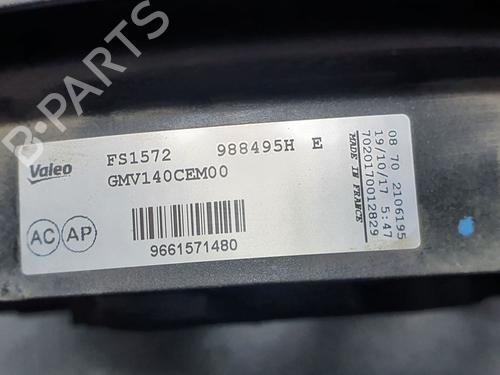 Valeo
FS1572 988495H E
GMV140CEM00
AC AP
9661571480
MADE IN FRANCE
08 70 2106195
19/10/17 5:47
7020170012829
B-PARTS